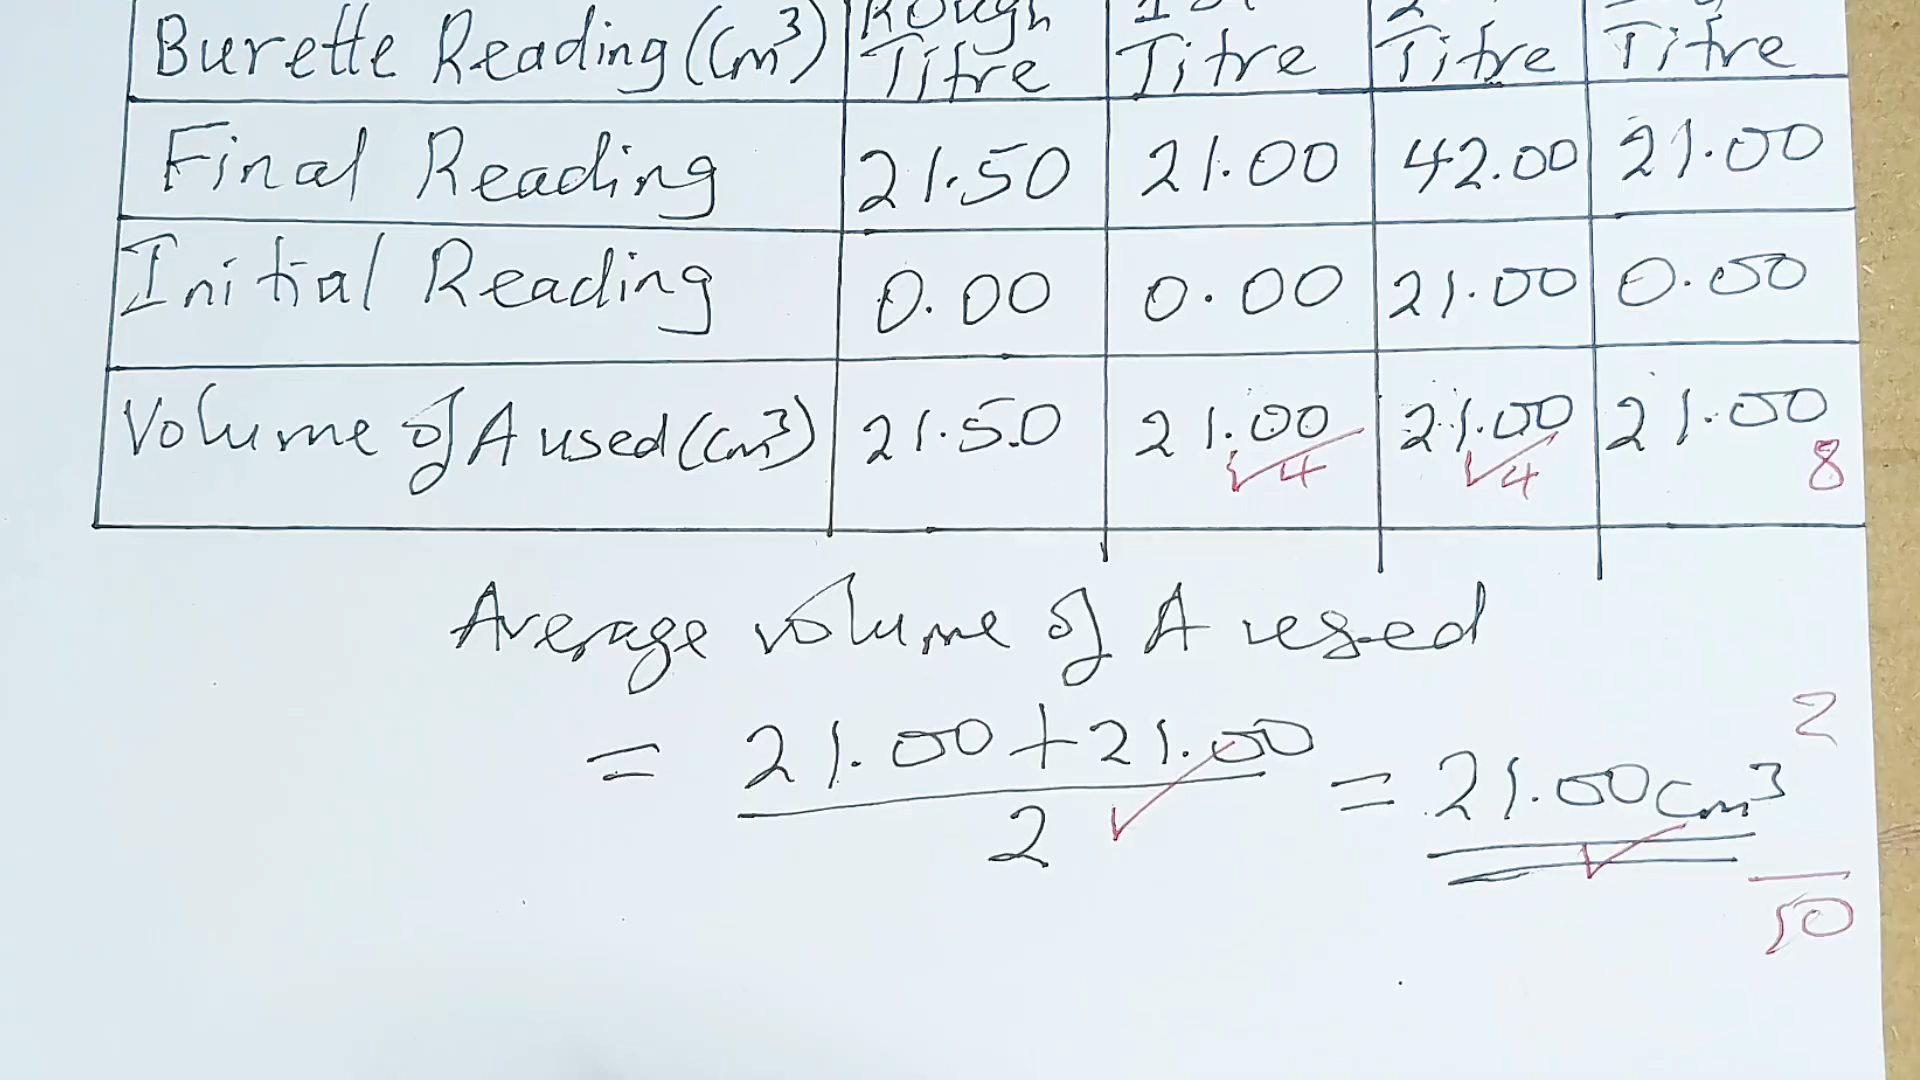 Burette Reading (cm³) Rough Titre Titre Titre Titre
Final Reading 21.50 21.00 42.00 21.00
Initial Reading 0.00 0.00 21.00 0.00
Volume of A used (cm³) 21.50 21.00 21.00 21.00
✓4 ✓4 8
Average volume of A used
= 21.00 + 21.00 / 2 = 21.00 cm³ 2
10